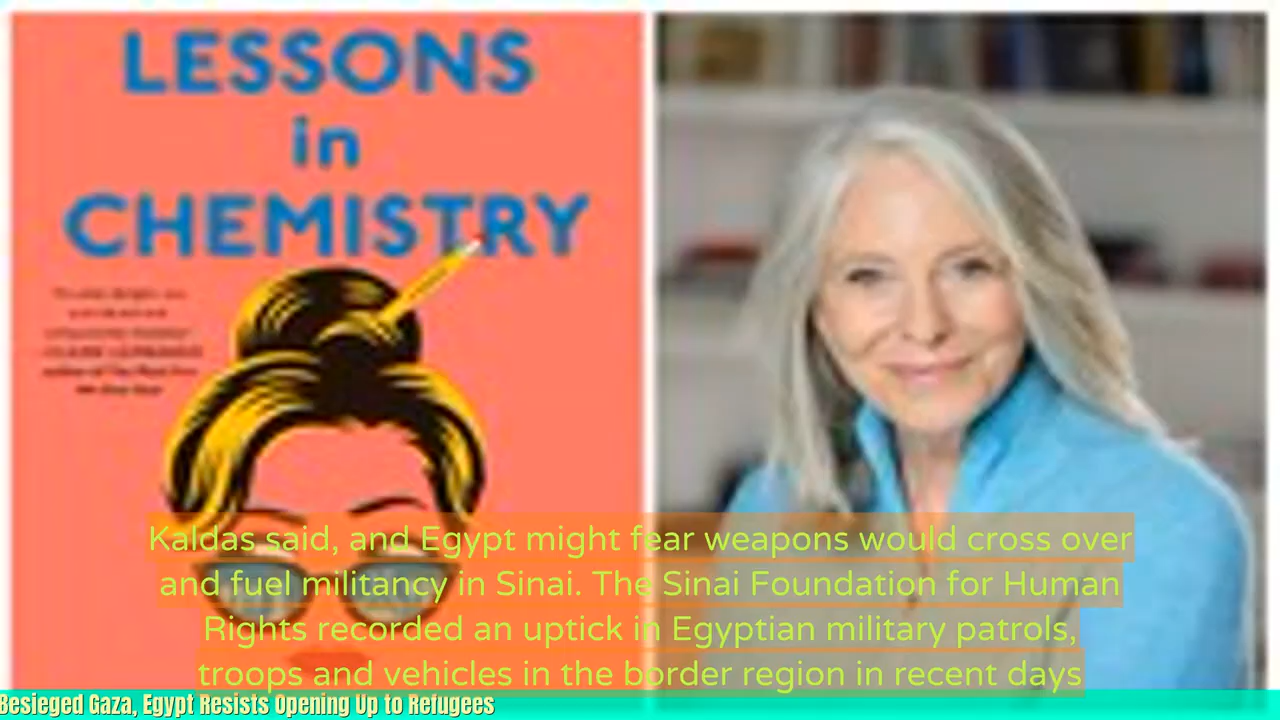 LESSONS
in
CHEMISTRY
Kaldas said, and Egypt might fear weapons would cross over
and fuel militancy in Sinai. The Sinai Foundation for Human
Rights recorded an uptick in Egyptian military patrols,
troops and vehicles in the border region in recent days
Besieged Gaza, Egypt Resists Opening Up to Refugees